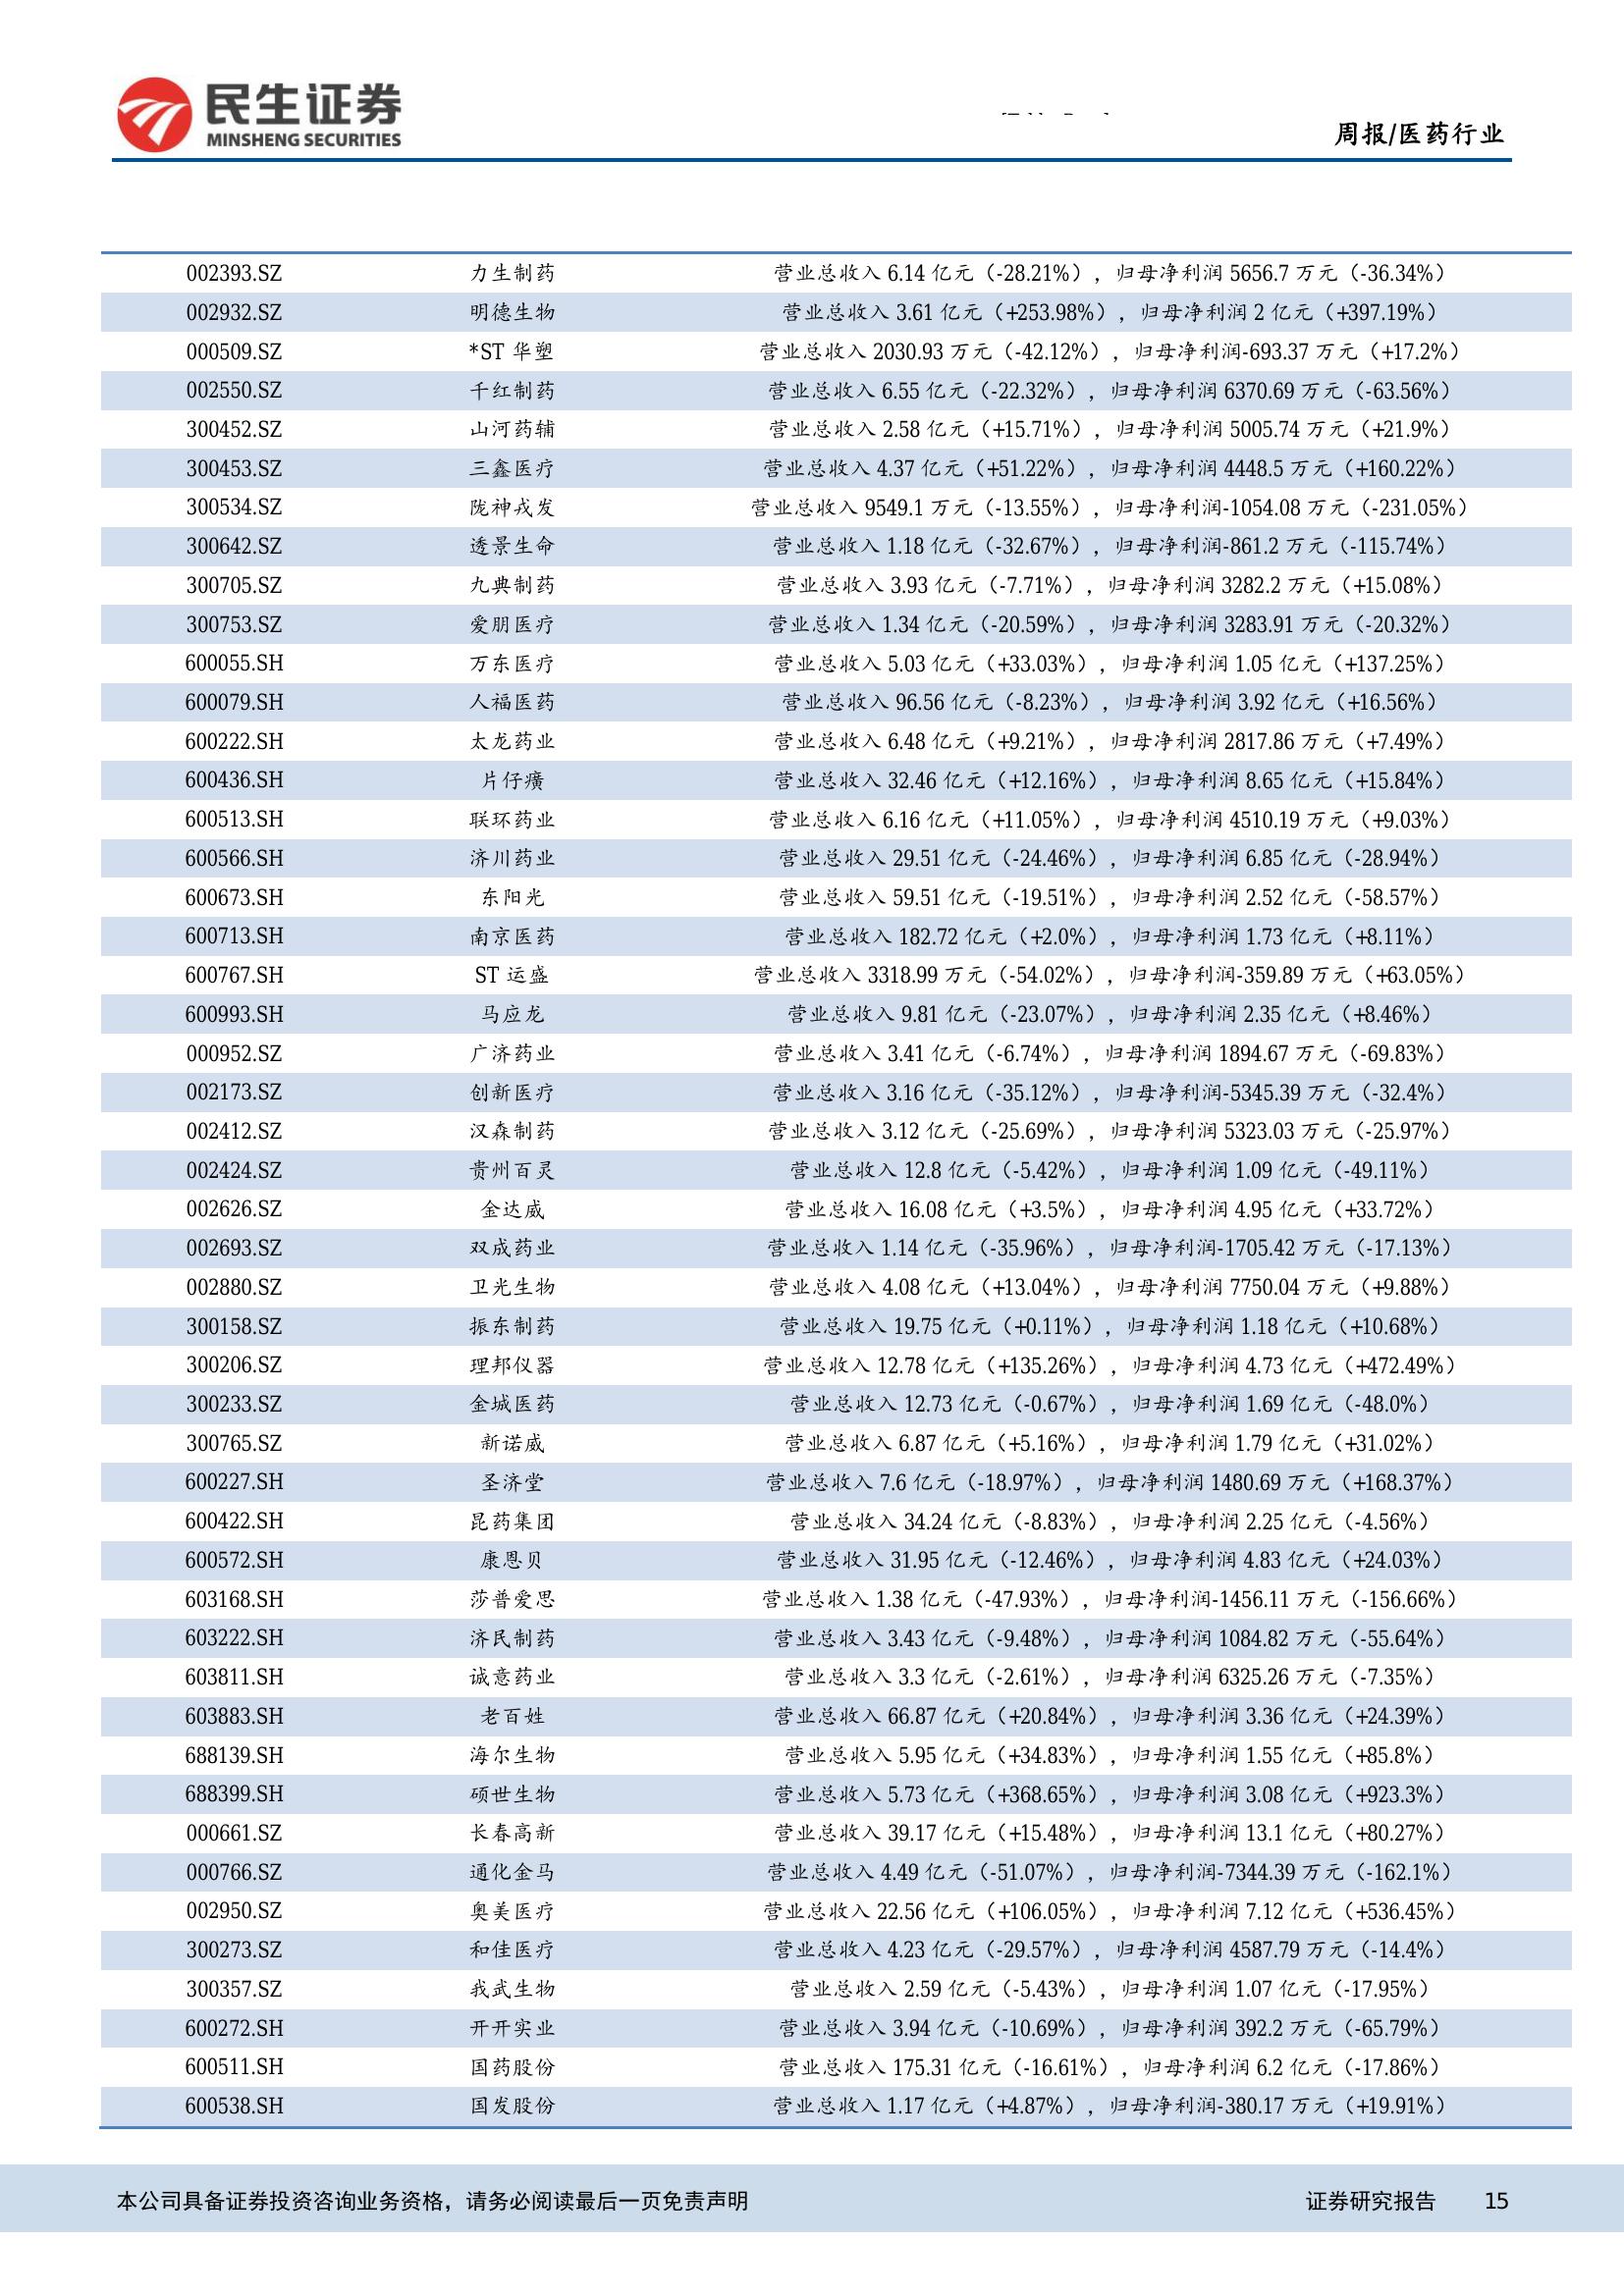 民生证券
MINSHENG SECURITIES
周报/医药行业
002393.SZ 力生制药 营业总收入 6.14 亿元（-28.21%），归母净利润 5656.7 万元（-36.34%）
002932.SZ 明德生物 营业总收入 3.61 亿元（+253.98%），归母净利润 2 亿元（+397.19%）
000509.SZ *ST 华塑 营业总收入 2030.93 万元（-42.12%），归母净利润-693.37 万元（+17.2%）
002550.SZ 千红制药 营业总收入 6.55 亿元（-22.32%），归母净利润 6370.69 万元（-63.56%）
300452.SZ 山河药辅 营业总收入 2.58 亿元（+15.71%），归母净利润 5005.74 万元（+21.9%）
300453.SZ 三鑫医疗 营业总收入 4.37 亿元（+51.22%），归母净利润 4448.5 万元（+160.22%）
300534.SZ 陇神戎发 营业总收入 9549.1 万元（-13.55%），归母净利润-1054.08 万元（-231.05%）
300642.SZ 透景生命 营业总收入 1.18 亿元（-32.67%），归母净利润-861.2 万元（-115.74%）
300705.SZ 九典制药 营业总收入 3.93 亿元（-7.71%），归母净利润 3282.2 万元（+15.08%）
300753.SZ 爱朋医疗 营业总收入 1.34 亿元（-20.59%），归母净利润 3283.91 万元（-20.32%）
600055.SH 万东医疗 营业总收入 5.03 亿元（+33.03%），归母净利润 1.05 亿元（+137.25%）
600079.SH 人福医药 营业总收入 96.56 亿元（-8.23%），归母净利润 3.92 亿元（+16.56%）
600222.SH 太龙药业 营业总收入 6.48 亿元（+9.21%），归母净利润 2817.86 万元（+7.49%）
600436.SH 片仔癀 营业总收入 32.46 亿元（+12.16%），归母净利润 8.65 亿元（+15.84%）
600513.SH 联环药业 营业总收入 6.16 亿元（+11.05%），归母净利润 4510.19 万元（+9.03%）
600566.SH 济川药业 营业总收入 29.51 亿元（-24.46%），归母净利润 6.85 亿元（-28.94%）
600673.SH 东阳光 营业总收入 59.51 亿元（-19.51%），归母净利润 2.52 亿元（-58.57%）
600713.SH 南京医药 营业总收入 182.72 亿元（+2.0%），归母净利润 1.73 亿元（+8.11%）
600767.SH ST 运盛 营业总收入 3318.99 万元（-54.02%），归母净利润-359.89 万元（+63.05%）
600993.SH 马应龙 营业总收入 9.81 亿元（-23.07%），归母净利润 2.35 亿元（+8.46%）
000952.SZ 广济药业 营业总收入 3.41 亿元（-6.74%），归母净利润 1894.67 万元（-69.83%）
002173.SZ 创新医疗 营业总收入 3.16 亿元（-35.12%），归母净利润-5345.39 万元（-32.4%）
002412.SZ 汉森制药 营业总收入 3.12 亿元（-25.69%），归母净利润 5323.03 万元（-25.97%）
002424.SZ 贵州百灵 营业总收入 12.8 亿元（-5.42%），归母净利润 1.09 亿元（-49.11%）
002626.SZ 金达威 营业总收入 16.08 亿元（+3.5%），归母净利润 4.95 亿元（+33.72%）
002693.SZ 双成药业 营业总收入 1.14 亿元（-35.96%），归母净利润-1705.42 万元（-17.13%）
002880.SZ 卫光生物 营业总收入 4.08 亿元（+13.04%），归母净利润 7750.04 万元（+9.88%）
300158.SZ 振东制药 营业总收入 19.75 亿元（+0.11%），归母净利润 1.18 亿元（+10.68%）
300206.SZ 理邦仪器 营业总收入 12.78 亿元（+135.26%），归母净利润 4.73 亿元（+472.49%）
300233.SZ 金城医药 营业总收入 12.73 亿元（-0.67%），归母净利润 1.69 亿元（-48.0%）
300765.SZ 新诺威 营业总收入 6.87 亿元（+5.16%），归母净利润 1.79 亿元（+31.02%）
600227.SH 圣济堂 营业总收入 7.6 亿元（-18.97%），归母净利润 1480.69 万元（+168.37%）
600422.SH 昆药集团 营业总收入 34.24 亿元（-8.83%），归母净利润 2.25 亿元（-4.56%）
600572.SH 康恩贝 营业总收入 31.95 亿元（-12.46%），归母净利润 4.83 亿元（+24.03%）
603168.SH 莎普爱思 营业总收入 1.38 亿元（-47.93%），归母净利润-1456.11 万元（-156.66%）
603222.SH 济民制药 营业总收入 3.43 亿元（-9.48%），归母净利润 1084.82 万元（-55.64%）
603811.SH 诚意药业 营业总收入 3.3 亿元（-2.61%），归母净利润 6325.26 万元（-7.35%）
603883.SH 老百姓 营业总收入 66.87 亿元（+20.84%），归母净利润 3.36 亿元（+24.39%）
688139.SH 海尔生物 营业总收入 5.95 亿元（+34.83%），归母净利润 1.55 亿元（+85.8%）
688399.SH 硕世生物 营业总收入 5.73 亿元（+368.65%），归母净利润 3.08 亿元（+923.3%）
000661.SZ 长春高新 营业总收入 39.17 亿元（+15.48%），归母净利润 13.1 亿元（+80.27%）
000766.SZ 通化金马 营业总收入 4.49 亿元（-51.07%），归母净利润-7344.39 万元（-162.1%）
002950.SZ 奥美医疗 营业总收入 22.56 亿元（+106.05%），归母净利润 7.12 亿元（+536.45%）
300273.SZ 和佳医疗 营业总收入 4.23 亿元（-29.57%），归母净利润 4587.79 万元（-14.4%）
300357.SZ 我武生物 营业总收入 2.59 亿元（-5.43%），归母净利润 1.07 亿元（-17.95%）
600272.SH 开开实业 营业总收入 3.94 亿元（-10.69%），归母净利润 392.2 万元（-65.79%）
600511.SH 国药股份 营业总收入 175.31 亿元（-16.61%），归母净利润 6.2 亿元（-17.86%）
600538.SH 国发股份 营业总收入 1.17 亿元（+4.87%），归母净利润-380.17 万元（+19.91%）
本公司具备证券投资咨询业务资格，请务必阅读最后一页免责声明 证券研究报告 15